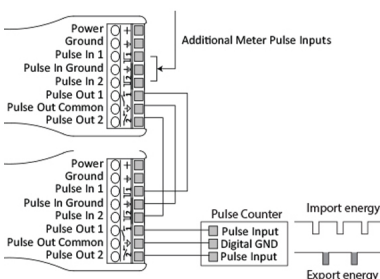 Power
Ground
Pulse In 1
Pulse In Ground
Pulse In 2
Pulse Out 1
Pulse Out Common
Pulse Out 2
Additional Meter Pulse Inputs
Power
Ground
Pulse In 1
Pulse In Ground
Pulse In 2
Pulse Out 1
Pulse Out Common
Pulse Out 2
Pulse Counter
Pulse Input
Digital GND
Pulse Input
Import energy
Export energy